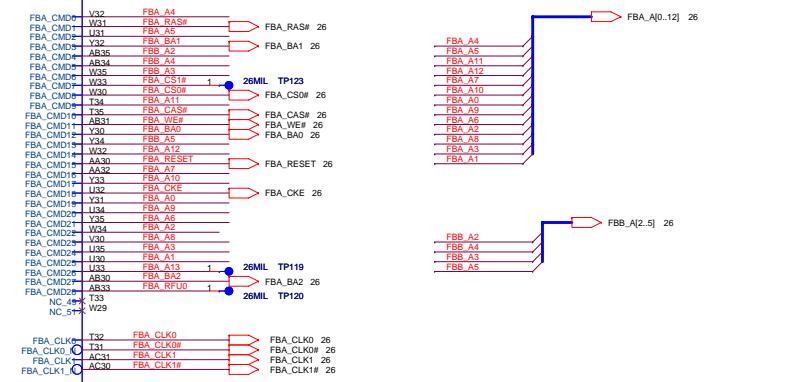 FBA_CMD0 V32 FBA_A4 FBA_A[0..12] 26
FBA_CMD1 W31 FBA_RAS# FBA_RAS# 26
FBA_CMD2 U31 FBA_A5
FBA_CMD3 Y32 FBA_BA1 FBA_BA1 26 FBA_A4
FBA_CMD4 AB35 FBB_A2 FBA_A5
FBA_CMD5 AB34 FBB_A4 FBA_A11
FBA_CMD6 W35 FBB_A3 FBA_A12
FBA_CMD7 W33 FBA_CS1# 1 26MIL TP123 FBA_A7
FBA_CMD8 W30 FBA_CS0# FBA_CS0# 26 FBA_A10
FBA_CMD9 T34 FBA_A11 FBA_A0
FBA_CMD10 T35 FBA_CAS# FBA_CAS# 26 FBA_A9
FBA_CMD11 AB31 FBA_WE# FBA_WE# 26 FBA_A6
FBA_CMD12 Y30 FBA_BA0 FBA_BA0 26 FBA_A2
FBA_CMD13 Y34 FBB_A5 FBA_A8
FBA_CMD14 W32 FBA_A12 FBA_A3
FBA_CMD15 AA30 FBA_RESET FBA_RESET 26 FBA_A1
FBA_CMD16 AA32 FBA_A7
FBA_CMD17 Y33 FBA_A10
FBA_CMD18 U32 FBA_CKE FBA_CKE 26
FBA_CMD19 Y31 FBA_A0
FBA_CMD20 U34 FBA_A9
FBA_CMD21 Y35 FBA_A6 FBB_A[2..5] 26
FBA_CMD22 W34 FBA_A2
FBA_CMD23 V30 FBA_A8 FBB_A2
FBA_CMD24 U35 FBA_A3 FBB_A4
FBA_CMD25 U30 FBA_A1 FBB_A3
FBA_CMD26 U33 FBA_A13 1 26MIL TP119 FBB_A5
FBA_CMD27 AB30 FBA_BA2 FBA_BA2 26
FBA_CMD28 AB33 FBA_RFU0 1 26MIL TP120
NC_49 T33
NC_51 W29
FBA_CLK0 T32 FBA_CLK0 FBA_CLK0 26
FBA_CLK0_N T31 FBA_CLK0# FBA_CLK0# 26
FBA_CLK1 AC31 FBA_CLK1 FBA_CLK1 26
FBA_CLK1_N AC30 FBA_CLK1# FBA_CLK1# 26